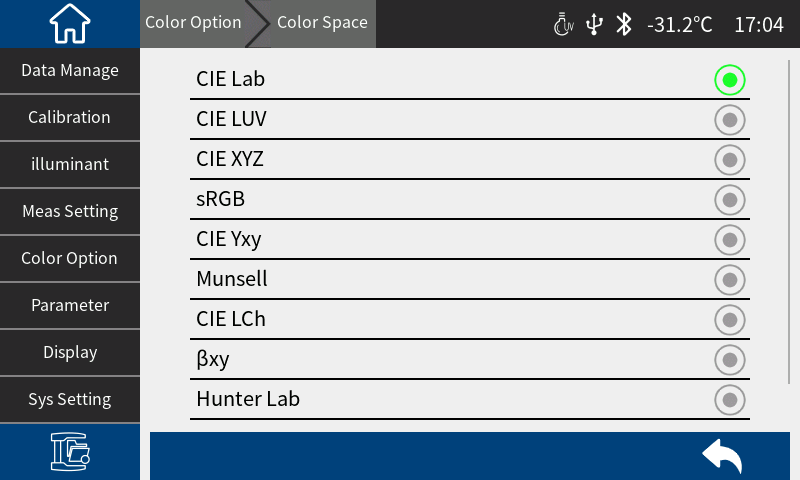 Color Option
Color Space
UV
-31.2℃
17:04
Data Manage
Calibration
illuminant
Meas Setting
Color Option
Parameter
Display
Sys Setting
CIE Lab
CIE LUV
CIE XYZ
sRGB
CIE Yxy
Munsell
CIE LCh
βxy
Hunter Lab